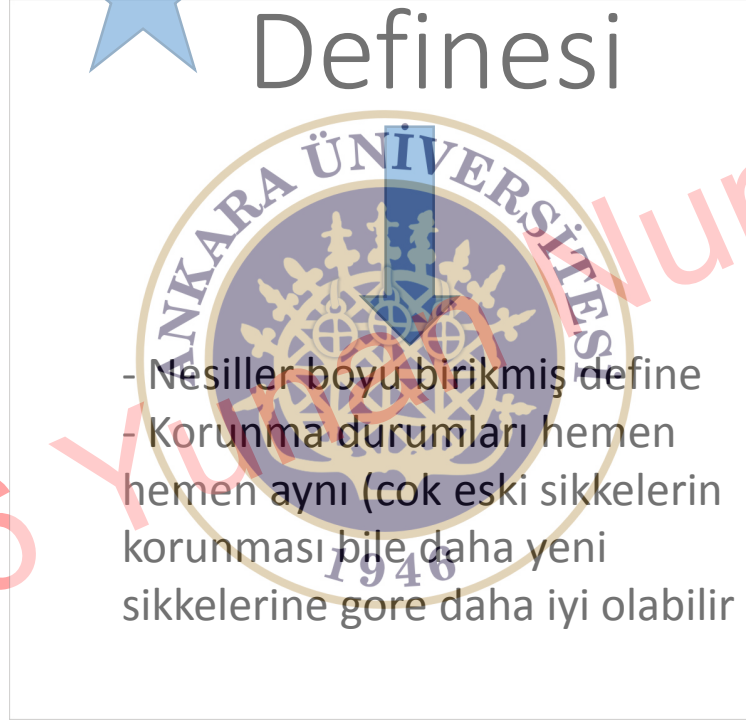 Definesi
ANKARA ÜNİVERSİTESİ
- Nesiller boyu birikmiş define
- Korunma durumları hemen
hemen aynı (cok eski sikkelerin
korunması bile daha yeni
sikkelerine gore daha iyi olabilir
1946
Yunan